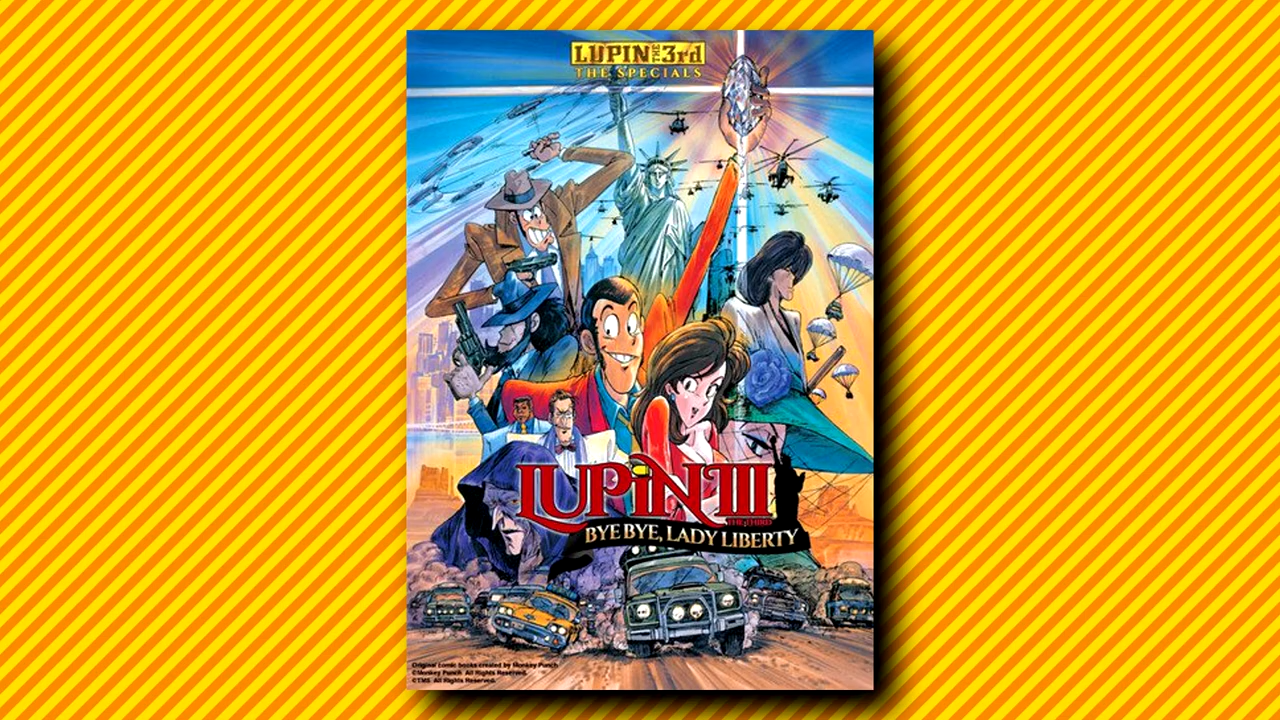 LUPIN THE 3rd
THE SPECIALS
LUPIN III
THE THIRD
BYE BYE, LADY LIBERTY
Original comic books created by Monkey Punch
©Monkey Punch All Rights Reserved.
©TMS All Rights Reserved.